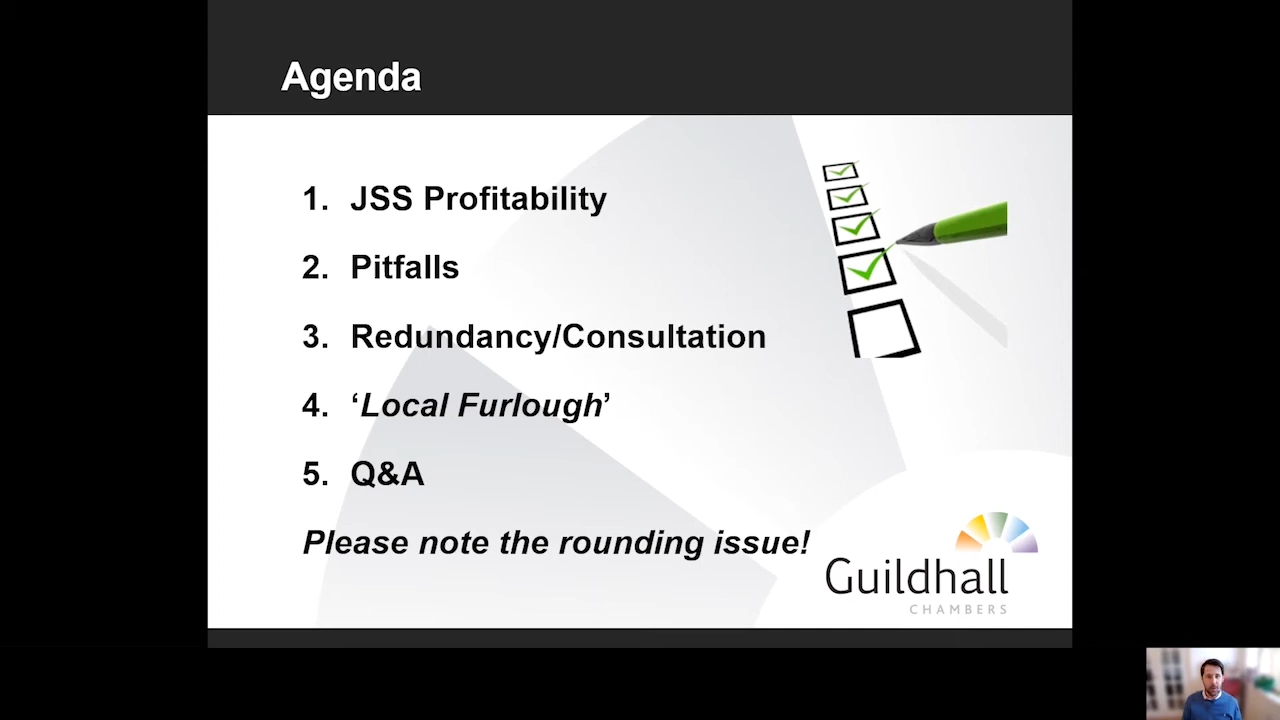 Agenda
1. JSS Profitability
2. Pitfalls
3. Redundancy/Consultation
4. ‘Local Furlough’
5. Q&A
Please note the rounding issue!
Guildhall
CHAMBERS